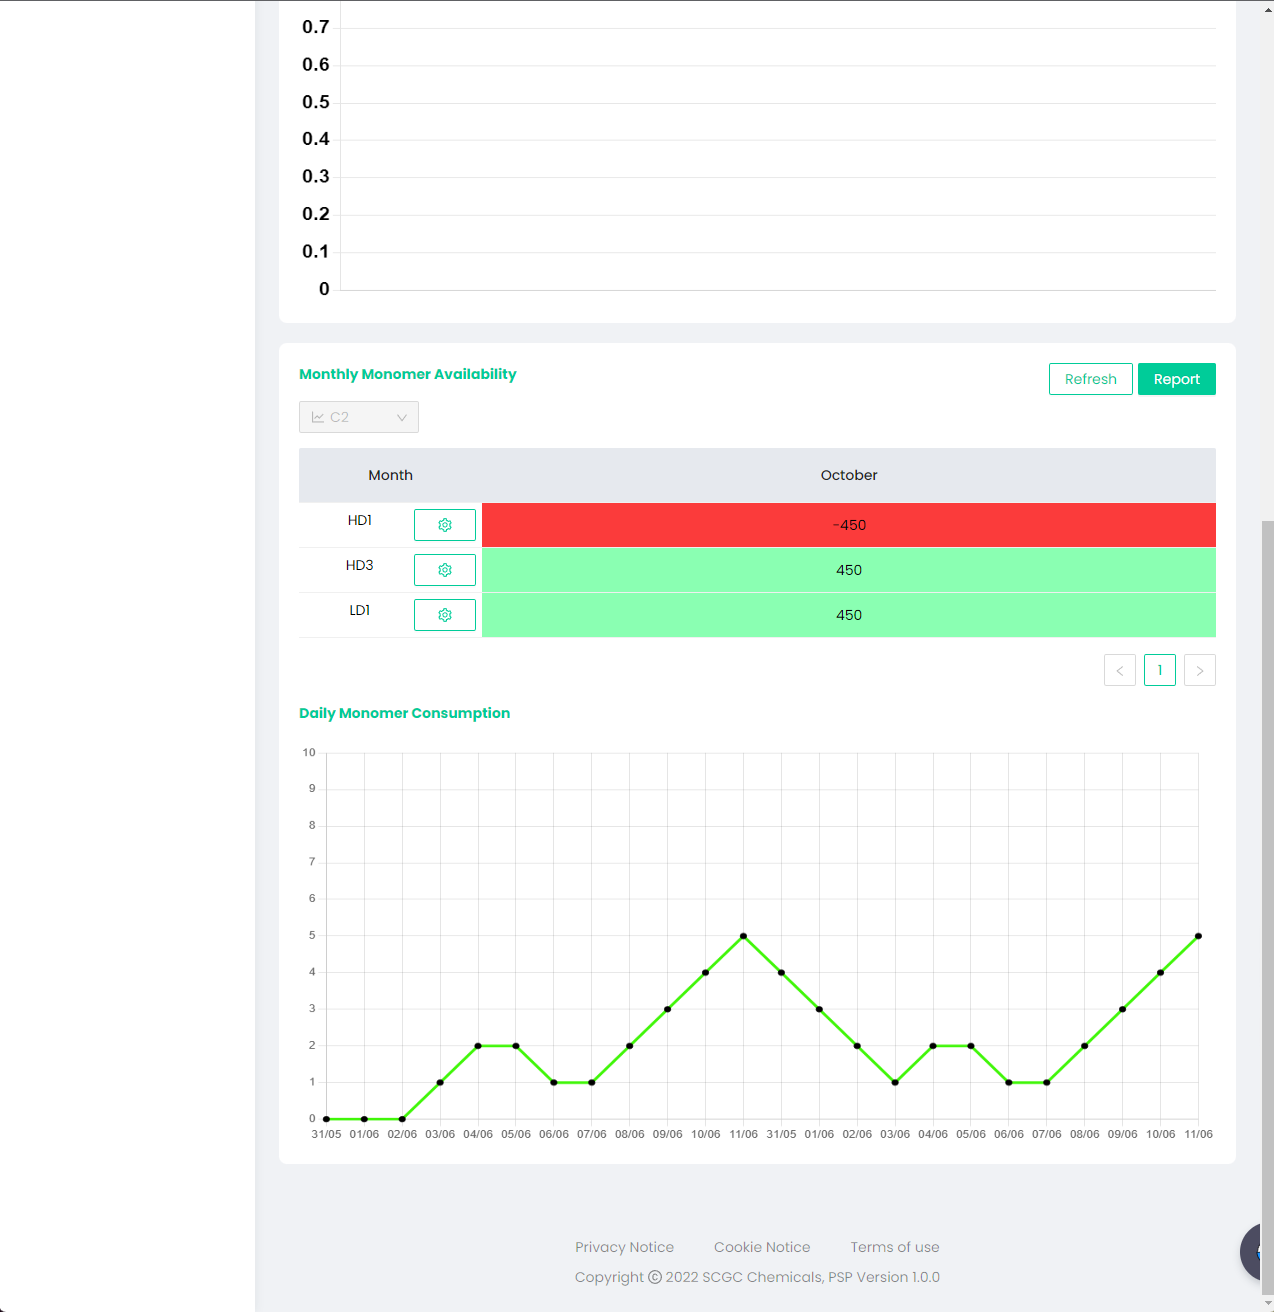 0.7
0.6
0.5
0.4
0.3
0.2
0.1
0
Monthly Monomer Availability
Refresh Report
C2
Month October
HD1 -450
HD3 450
LD1 450
< 1 >
Daily Monomer Consumption
10
9
8
7
6
5
4
3
2
1
0
31/05 01/06 02/06 03/06 04/06 05/06 06/06 07/06 08/06 09/06 10/06 11/06 31/05 01/06 02/06 03/06 04/06 05/06 06/06 07/06 08/06 09/06 10/06 11/06
Privacy Notice Cookie Notice Terms of use
Copyright © 2022 SCGC Chemicals, PSP Version 1.0.0